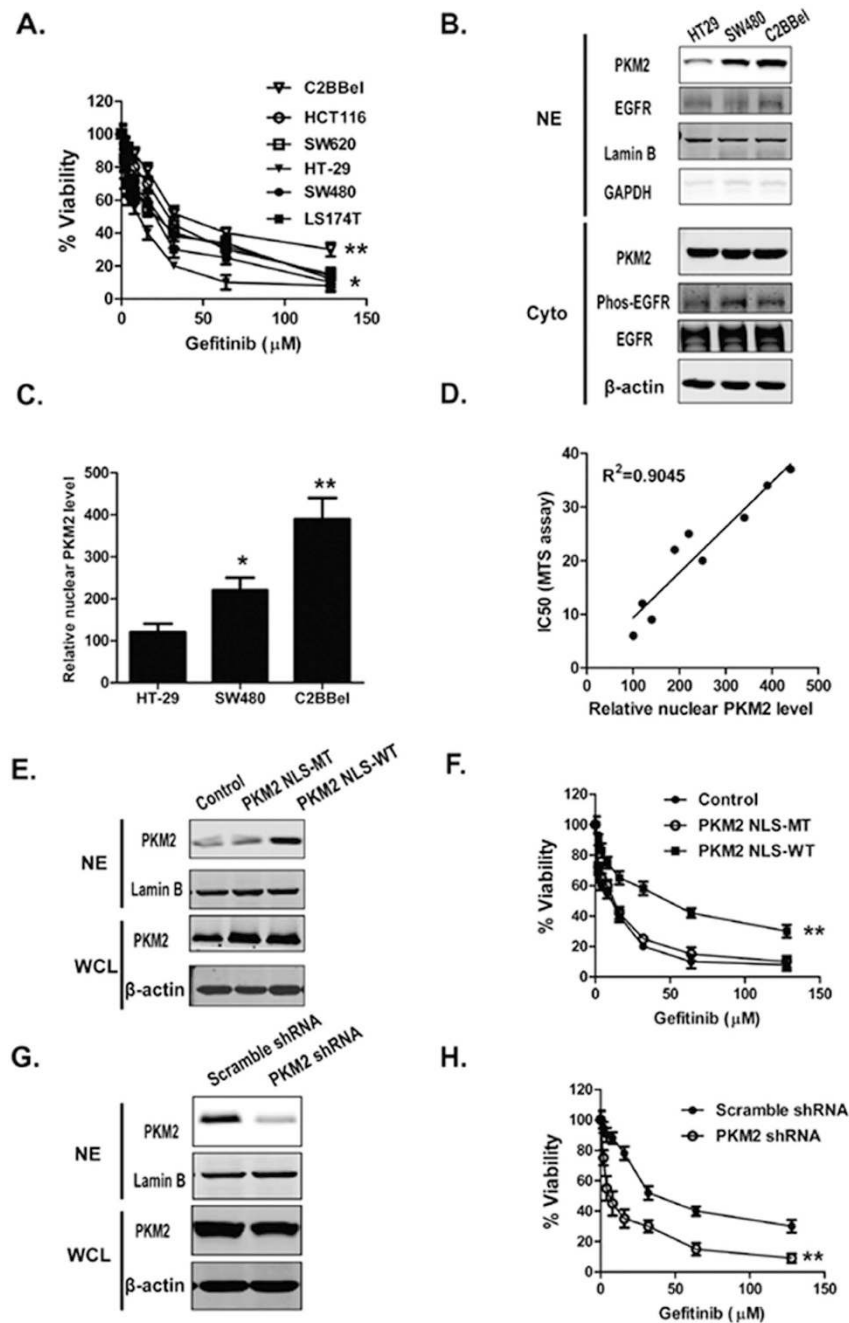 A.
120
100
80
60
40
20
0
% Viability
0
50
100
150
Gefitinib (μM)
C2BBel
HCT116
SW620
HT-29
SW480
LS174T
**
*
B.
HT29
SW480
C2BBel
NE
PKM2
EGFR
Lamin B
GAPDH
Cyto
PKM2
Phos-EGFR
EGFR
β-actin
C.
Relative nuclear PKM2 level
500
400
300
200
100
0
*
**
HT-29
SW480
C2BBel
D.
IC50 (MTS assay)
40
30
20
10
0
R²=0.9045
0
100
200
300
400
500
Relative nuclear PKM2 level
E.
Control
PKM2 NLS-MT
PKM2 NLS-WT
NE
PKM2
Lamin B
WCL
PKM2
β-actin
F.
% Viability
100
80
60
40
20
0
Control
PKM2 NLS-MT
PKM2 NLS-WT
**
0
50
100
150
Gefitinib (μM)
G.
Scramble shRNA
PKM2 shRNA
NE
PKM2
Lamin B
WCL
PKM2
β-actin
H.
% Viability
100
80
60
40
20
0
Scramble shRNA
PKM2 shRNA
**
0
50
100
150
Gefitinib (μM)